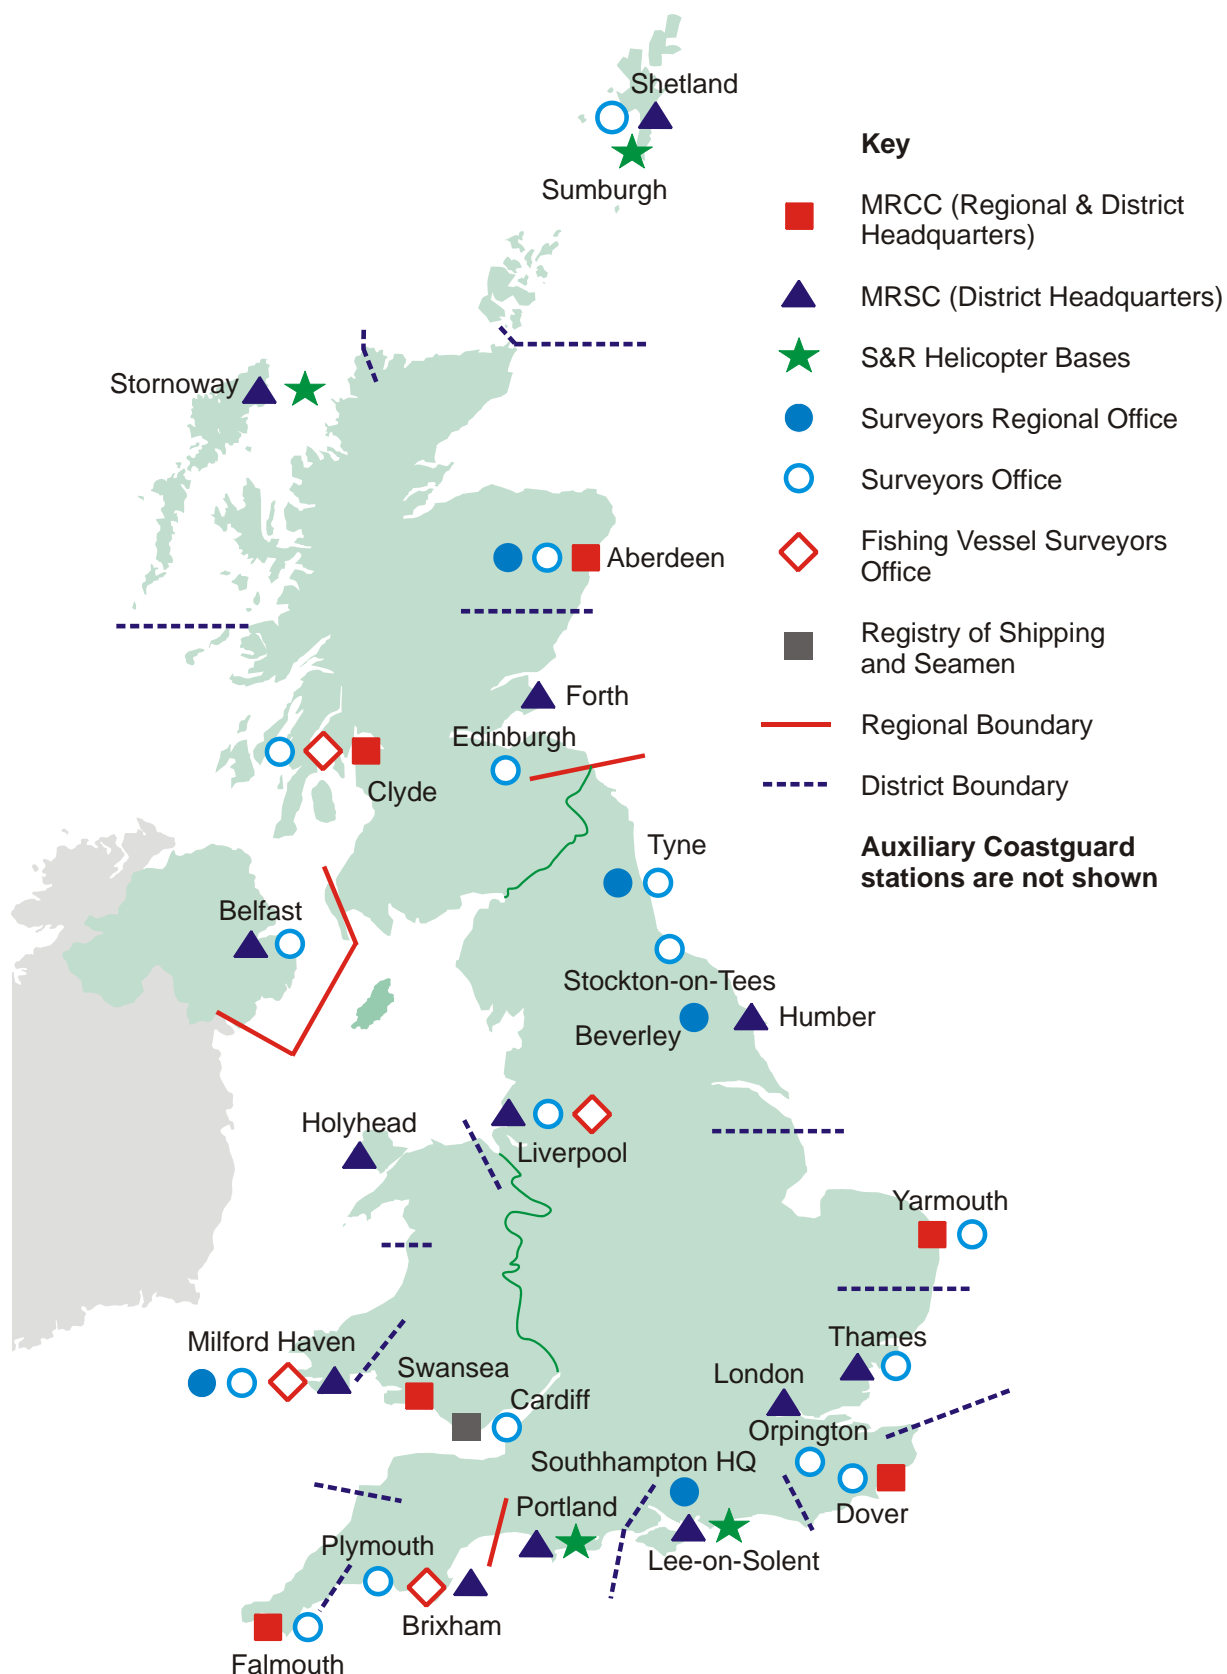 Shetland
Sumburgh
Key
MRCC (Regional & District
Headquarters)
MRSC (District Headquarters)
S&R Helicopter Bases
Surveyors Regional Office
Surveyors Office
Fishing Vessel Surveyors
Office
Registry of Shipping
and Seamen
Regional Boundary
District Boundary
Auxiliary Coastguard
stations are not shown
Stornoway
Aberdeen
Forth
Edinburgh
Clyde
Tyne
Belfast
Stockton-on-Tees
Beverley
Humber
Holyhead
Liverpool
Yarmouth
Milford Haven
Thames
Swansea
London
Cardiff
Orpington
Southhampton HQ
Portland
Dover
Plymouth
Lee-on-Solent
Brixham
Falmouth